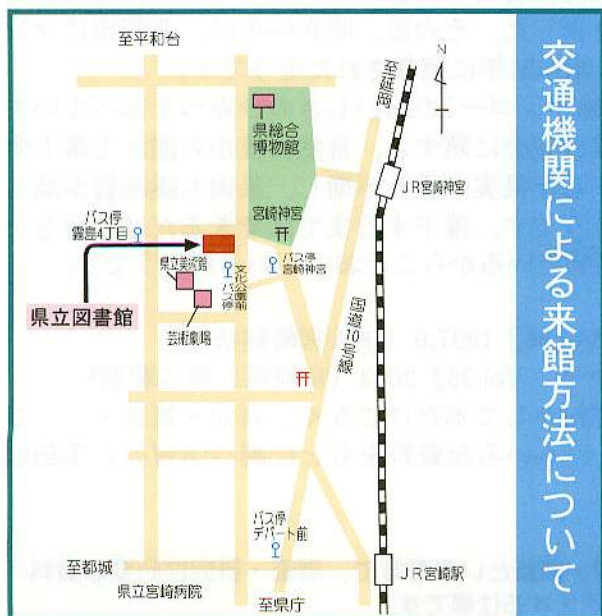 交通機関による来館方法について
至平和台
N
至延岡
県総合
博物館
JR宮崎神宮
宮崎神宮
バス停
霧島4丁目
バス停
宮崎神宮
文化公園前
バス停
県立美術館
県立図書館
芸術劇場
国道10号線
バス停
デパート前
至都城
県立宮崎病院
至県庁
JR宮崎駅